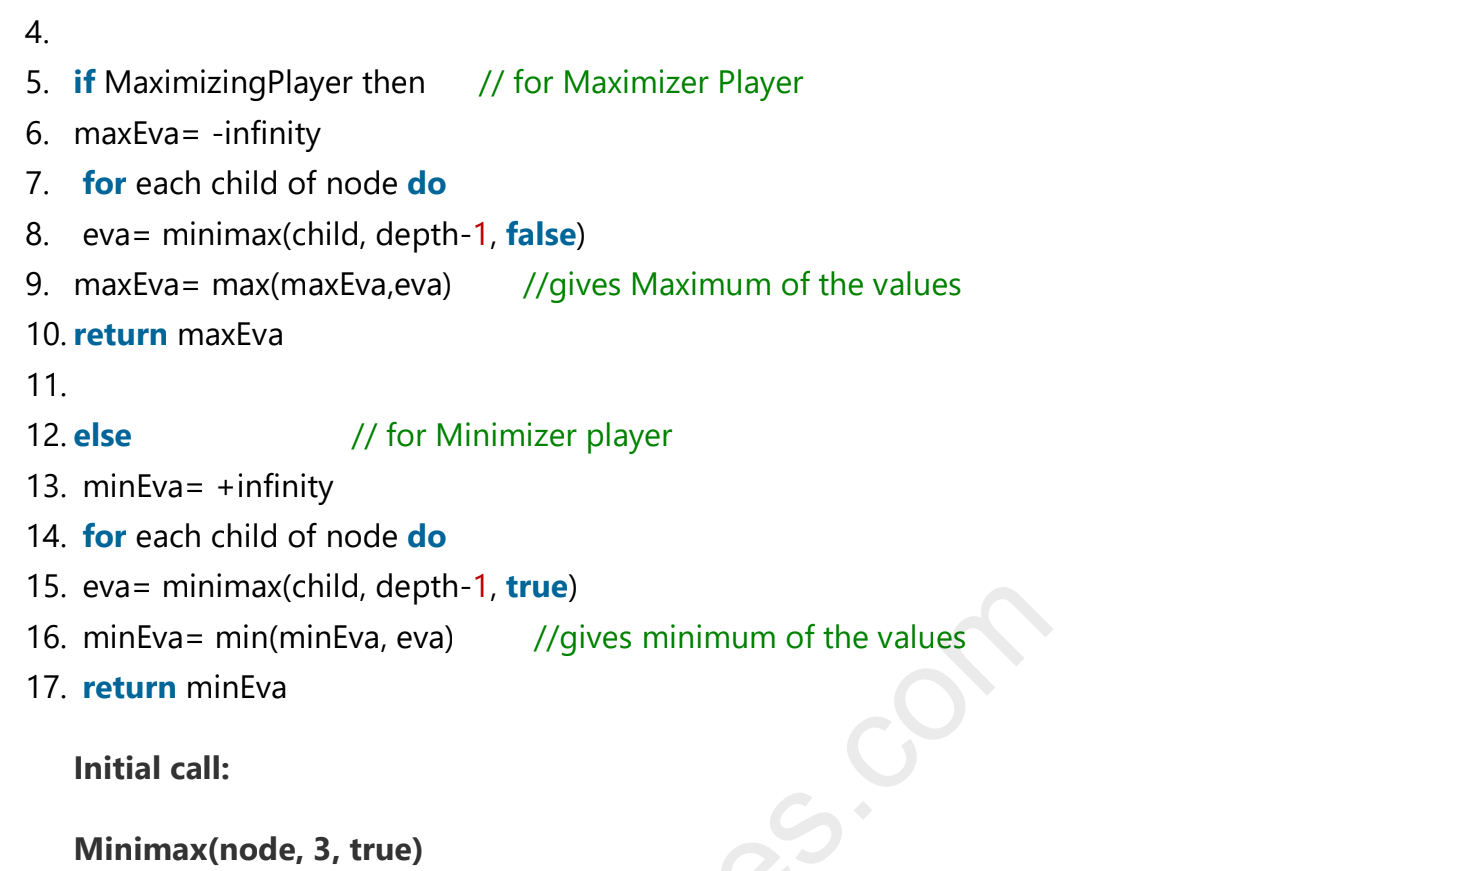 4.
5. if MaximizingPlayer then // for Maximizer Player
6. maxEva= -infinity
7. for each child of node do
8. eva= minimax(child, depth-1, false)
9. maxEva= max(maxEva,eva) //gives Maximum of the values
10. return maxEva
11.
12. else // for Minimizer player
13. minEva= +infinity
14. for each child of node do
15. eva= minimax(child, depth-1, true)
16. minEva= min(minEva, eva) //gives minimum of the values
17. return minEva
Initial call:
Minimax(node, 3, true)
es.com